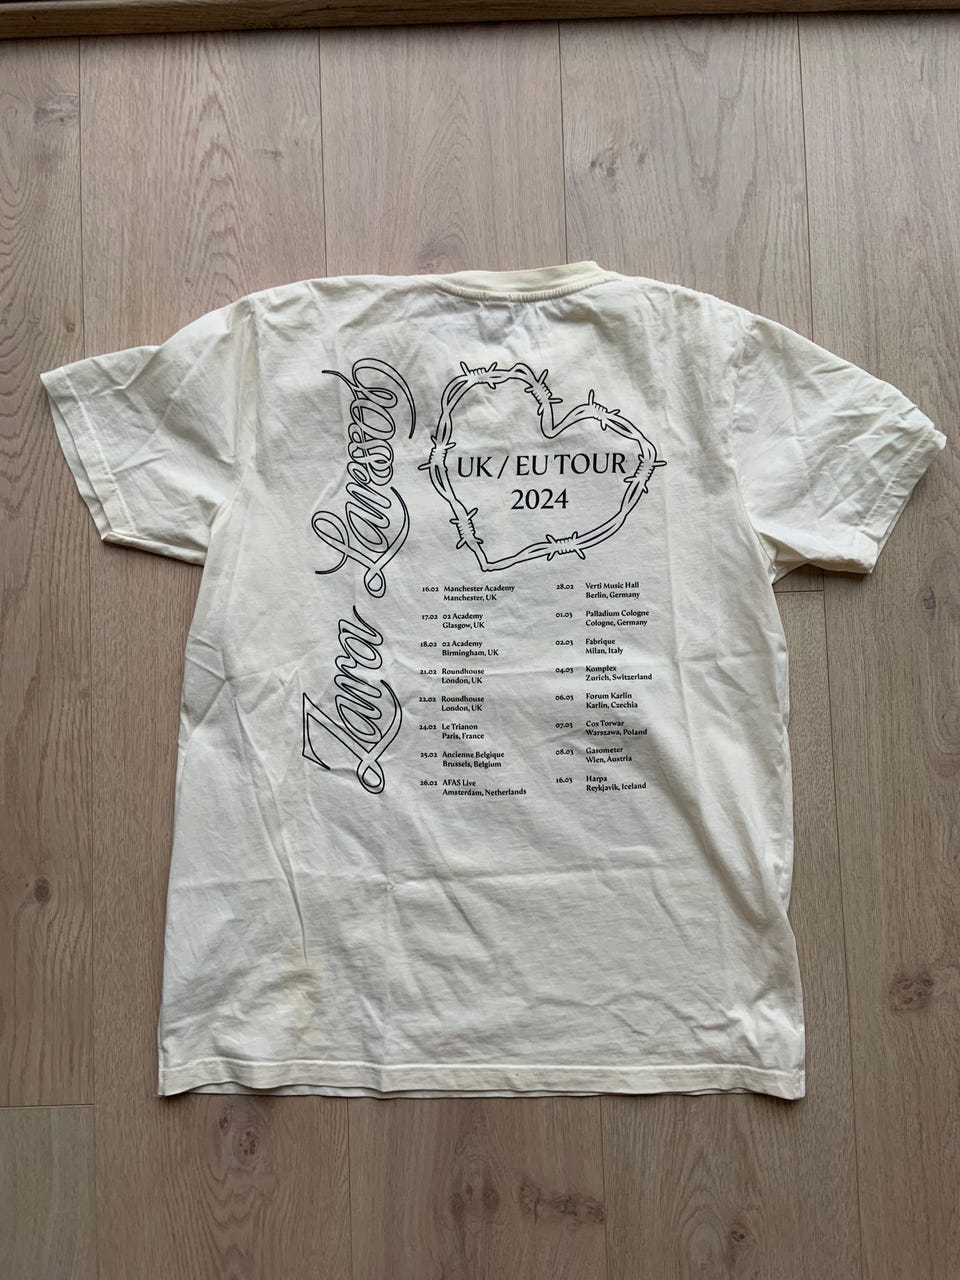 Zara Larsson
UK / EU TOUR
2024
16.02 Manchester Academy
Manchester, UK
17.02 02 Academy
Glasgow, UK
18.02 02 Academy
Birmingham, UK
21.02 Roundhouse
London, UK
22.02 Roundhouse
London, UK
24.02 Le Trianon
Paris, France
25.02 Ancienne Belgique
Brussels, Belgium
26.02 AFAS Live
Amsterdam, Netherlands
28.02 Verti Music Hall
Berlin, Germany
01.03 Palladium Cologne
Cologne, Germany
02.03 Fabrique
Milan, Italy
04.03 Komplex
Zurich, Switzerland
06.03 Forum Karlín
Karlín, Czechia
07.03 Cos Torwar
Warszawa, Poland
08.03 Gasometer
Wien, Austria
16.03 Harpa
Reykjavik, Iceland